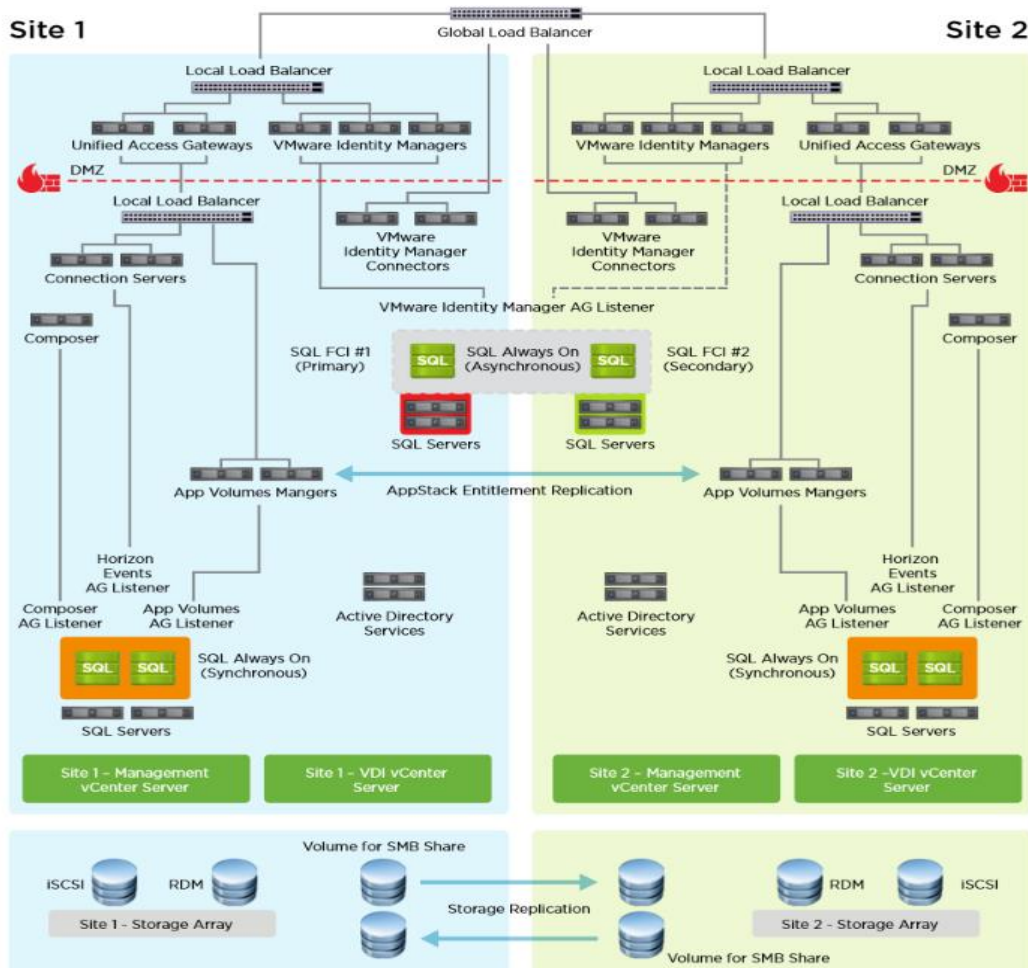 Site 1
Global Load Balancer
Site 2
Local Load Balancer
Local Load Balancer
Unified Access Gateways
VMware Identity Managers
VMware Identity Managers
Unified Access Gateways
DMZ
DMZ
Local Load Balancer
Local Load Balancer
VMware
Identity Manager
Connectors
VMware
Identity Manager
Connectors
Connection Servers
Connection Servers
VMware Identity Manager AG Listener
Composer
Composer
SQL FCI #1
(Primary)
SQL
SQL Always On
(Asynchronous)
SQL
SQL FCI #2
(Secondary)
SQL Servers
SQL Servers
App Volumes Mangers
AppStack Entitlement Replication
App Volumes Mangers
Horizon
Events
AG Listener
Horizon
Events
AG Listener
Composer
AG Listener
App Volumes
AG Listener
Active Directory
Services
Active Directory
Services
App Volumes
AG Listener
Composer
AG Listener
SQL
SQL
SQL Always On
(Synchronous)
SQL Always On
(Synchronous)
SQL
SQL
SQL Servers
SQL Servers
Site 1 - Management
vCenter Server
Site 1 - VDI vCenter
Server
Site 2 - Management
vCenter Server
Site 2 -VDI vCenter
Server
Volume for SMB Share
iSCSI
RDM
RDM
iSCSI
Storage Replication
Site 1 - Storage Array
Site 2 - Storage Array
Volume for SMB Share